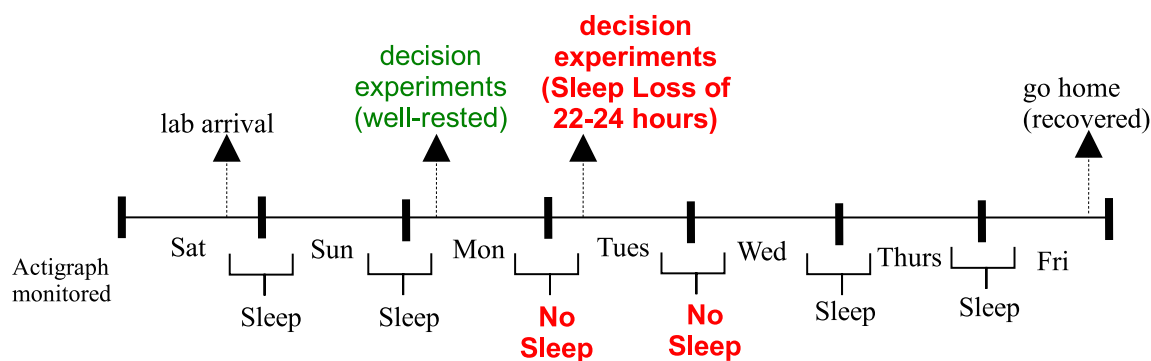 decision
experiments
(well-rested)
decision
experiments
(Sleep Loss of
22-24 hours)
go home
(recovered)
lab arrival
Sat
Sun
Mon
Tues
Wed
Thurs
Fri
Actigraph
monitored
Sleep
Sleep
No
Sleep
No
Sleep
Sleep
Sleep